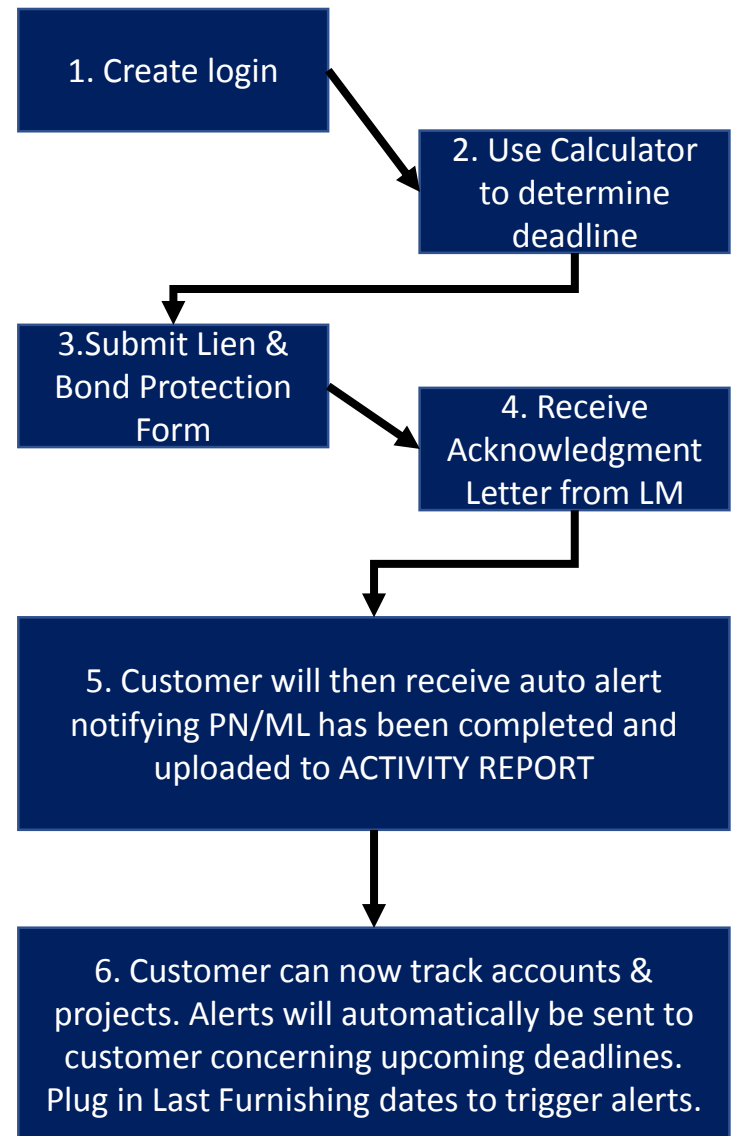 1. Create login
2. Use Calculator
to determine
deadline
3.Submit Lien &
Bond Protection
Form
4. Receive
Acknowledgment
Letter from LM
5. Customer will then receive auto alert
notifying PN/ML has been completed and
uploaded to ACTIVITY REPORT
6. Customer can now track accounts &
projects. Alerts will automatically be sent to
customer concerning upcoming deadlines.
Plug in Last Furnishing dates to trigger alerts.